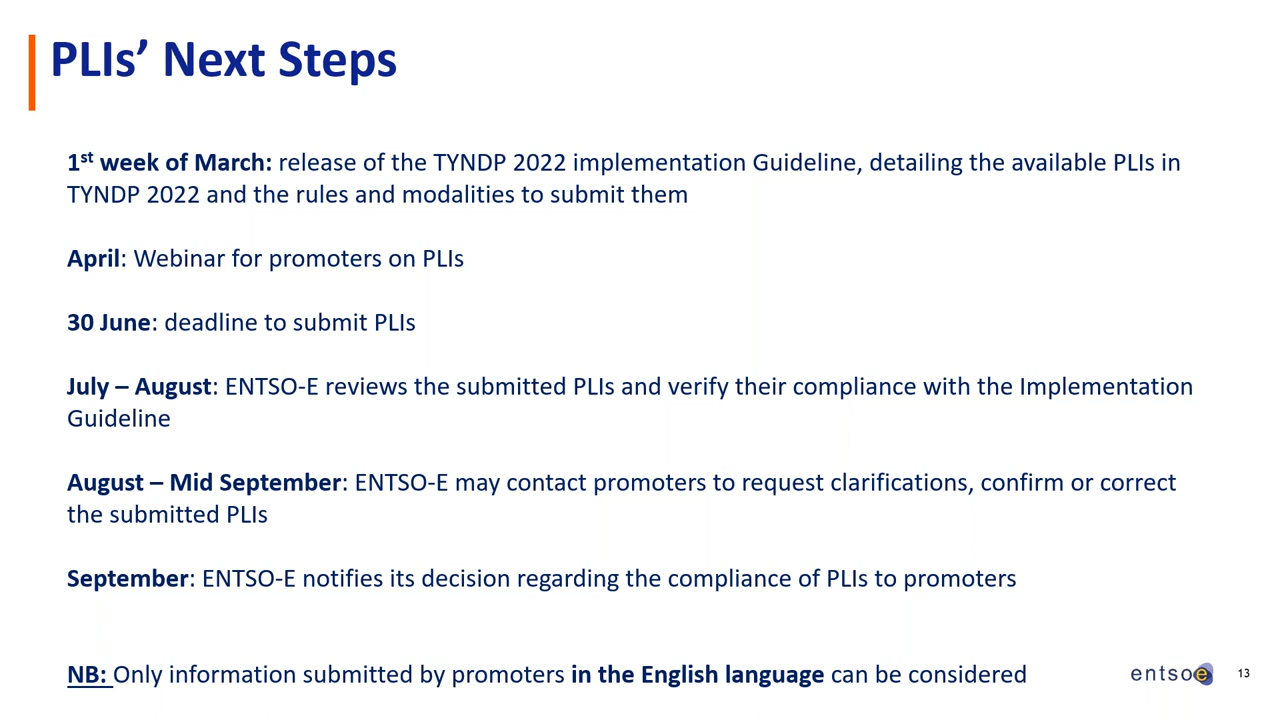 PLIs’ Next Steps
1st week of March: release of the TYNDP 2022 implementation Guideline, detailing the available PLIs in
TYNDP 2022 and the rules and modalities to submit them
April: Webinar for promoters on PLIs
30 June: deadline to submit PLIs
July – August: ENTSO-E reviews the submitted PLIs and verify their compliance with the Implementation
Guideline
August – Mid September: ENTSO-E may contact promoters to request clarifications, confirm or correct
the submitted PLIs
September: ENTSO-E notifies its decision regarding the compliance of PLIs to promoters
NB: Only information submitted by promoters in the English language can be considered
entsoe
13